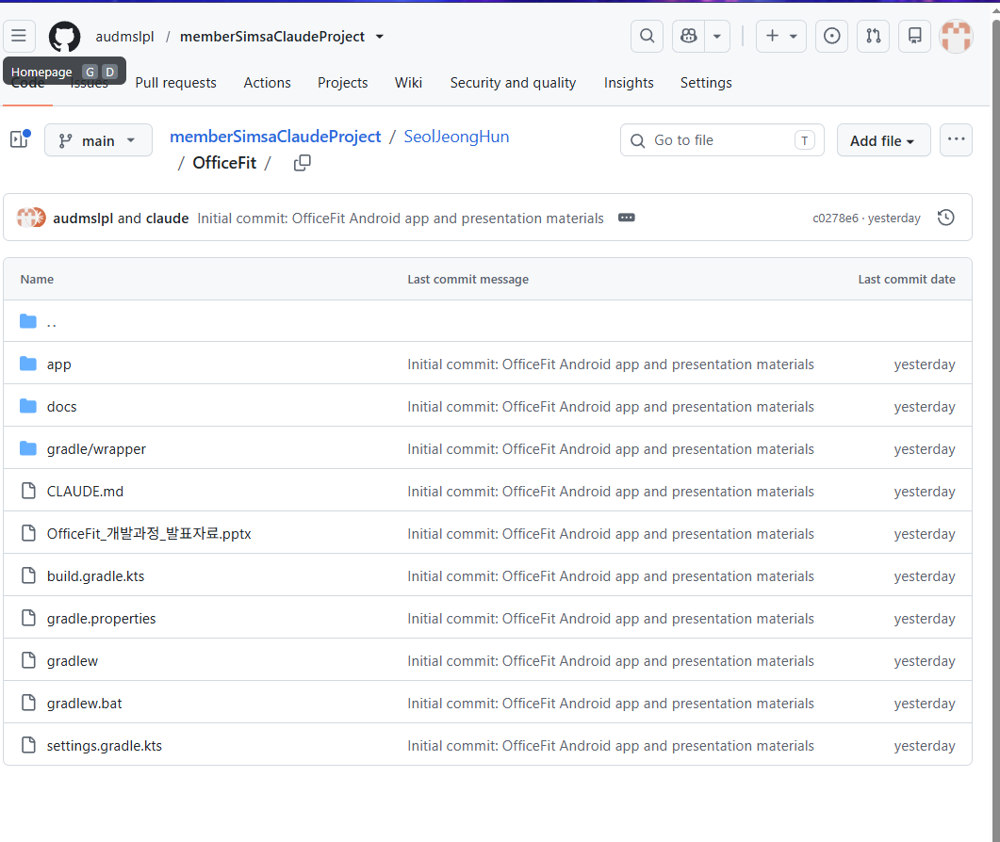 audmslpl / memberSimsaClaudeProject
Homepage G D
Code Issues Pull requests Actions Projects Wiki Security and quality Insights Settings
main
memberSimsaClaudeProject / SeolJeongHun
/ OfficeFit /
Go to file T
Add file
audmslpl and claude Initial commit: OfficeFit Android app and presentation materials
c0278e6 · yesterday
Name Last commit message Last commit date
..
app Initial commit: OfficeFit Android app and presentation materials yesterday
docs Initial commit: OfficeFit Android app and presentation materials yesterday
gradle/wrapper Initial commit: OfficeFit Android app and presentation materials yesterday
CLAUDE.md Initial commit: OfficeFit Android app and presentation materials yesterday
OfficeFit_개발과정_발표자료.pptx Initial commit: OfficeFit Android app and presentation materials yesterday
build.gradle.kts Initial commit: OfficeFit Android app and presentation materials yesterday
gradle.properties Initial commit: OfficeFit Android app and presentation materials yesterday
gradlew Initial commit: OfficeFit Android app and presentation materials yesterday
gradlew.bat Initial commit: OfficeFit Android app and presentation materials yesterday
settings.gradle.kts Initial commit: OfficeFit Android app and presentation materials yesterday